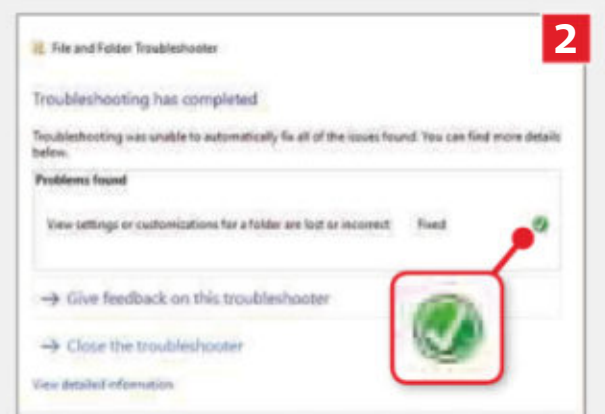 2
File and Folder Troubleshooter
Troubleshooting has completed
Troubleshooting was unable to automatically fix all of the issues found. You can find more details
below.
Problems found
View settings or customizations for a folder are lost or incorrect Fixed
→ Give feedback on this troubleshooter
→ Close the troubleshooter
View detailed information